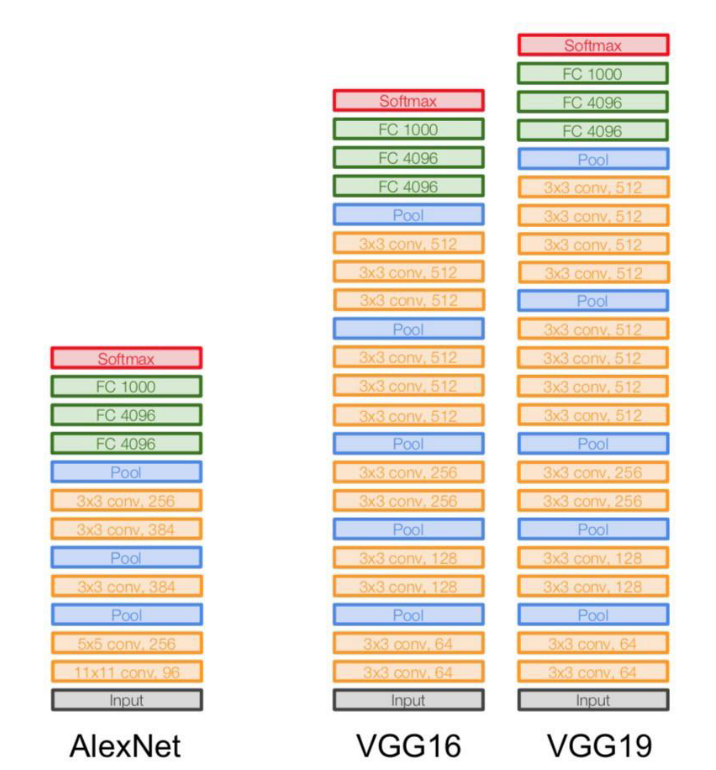 Softmax
FC 1000
FC 4096
FC 4096
Pool
3x3 conv, 256
3x3 conv, 384
Pool
3x3 conv, 384
Pool
5x5 conv, 256
11x11 conv, 96
Input
AlexNet
Softmax
FC 1000
FC 4096
FC 4096
Pool
3x3 conv, 512
3x3 conv, 512
3x3 conv, 512
Pool
3x3 conv, 512
3x3 conv, 512
3x3 conv, 512
Pool
3x3 conv, 256
3x3 conv, 256
Pool
3x3 conv, 128
3x3 conv, 128
Pool
3x3 conv, 64
3x3 conv, 64
Input
VGG16
Softmax
FC 1000
FC 4096
FC 4096
Pool
3x3 conv, 512
3x3 conv, 512
3x3 conv, 512
3x3 conv, 512
Pool
3x3 conv, 512
3x3 conv, 512
3x3 conv, 512
3x3 conv, 512
Pool
3x3 conv, 256
3x3 conv, 256
Pool
3x3 conv, 128
3x3 conv, 128
Pool
3x3 conv, 64
3x3 conv, 64
Input
VGG19